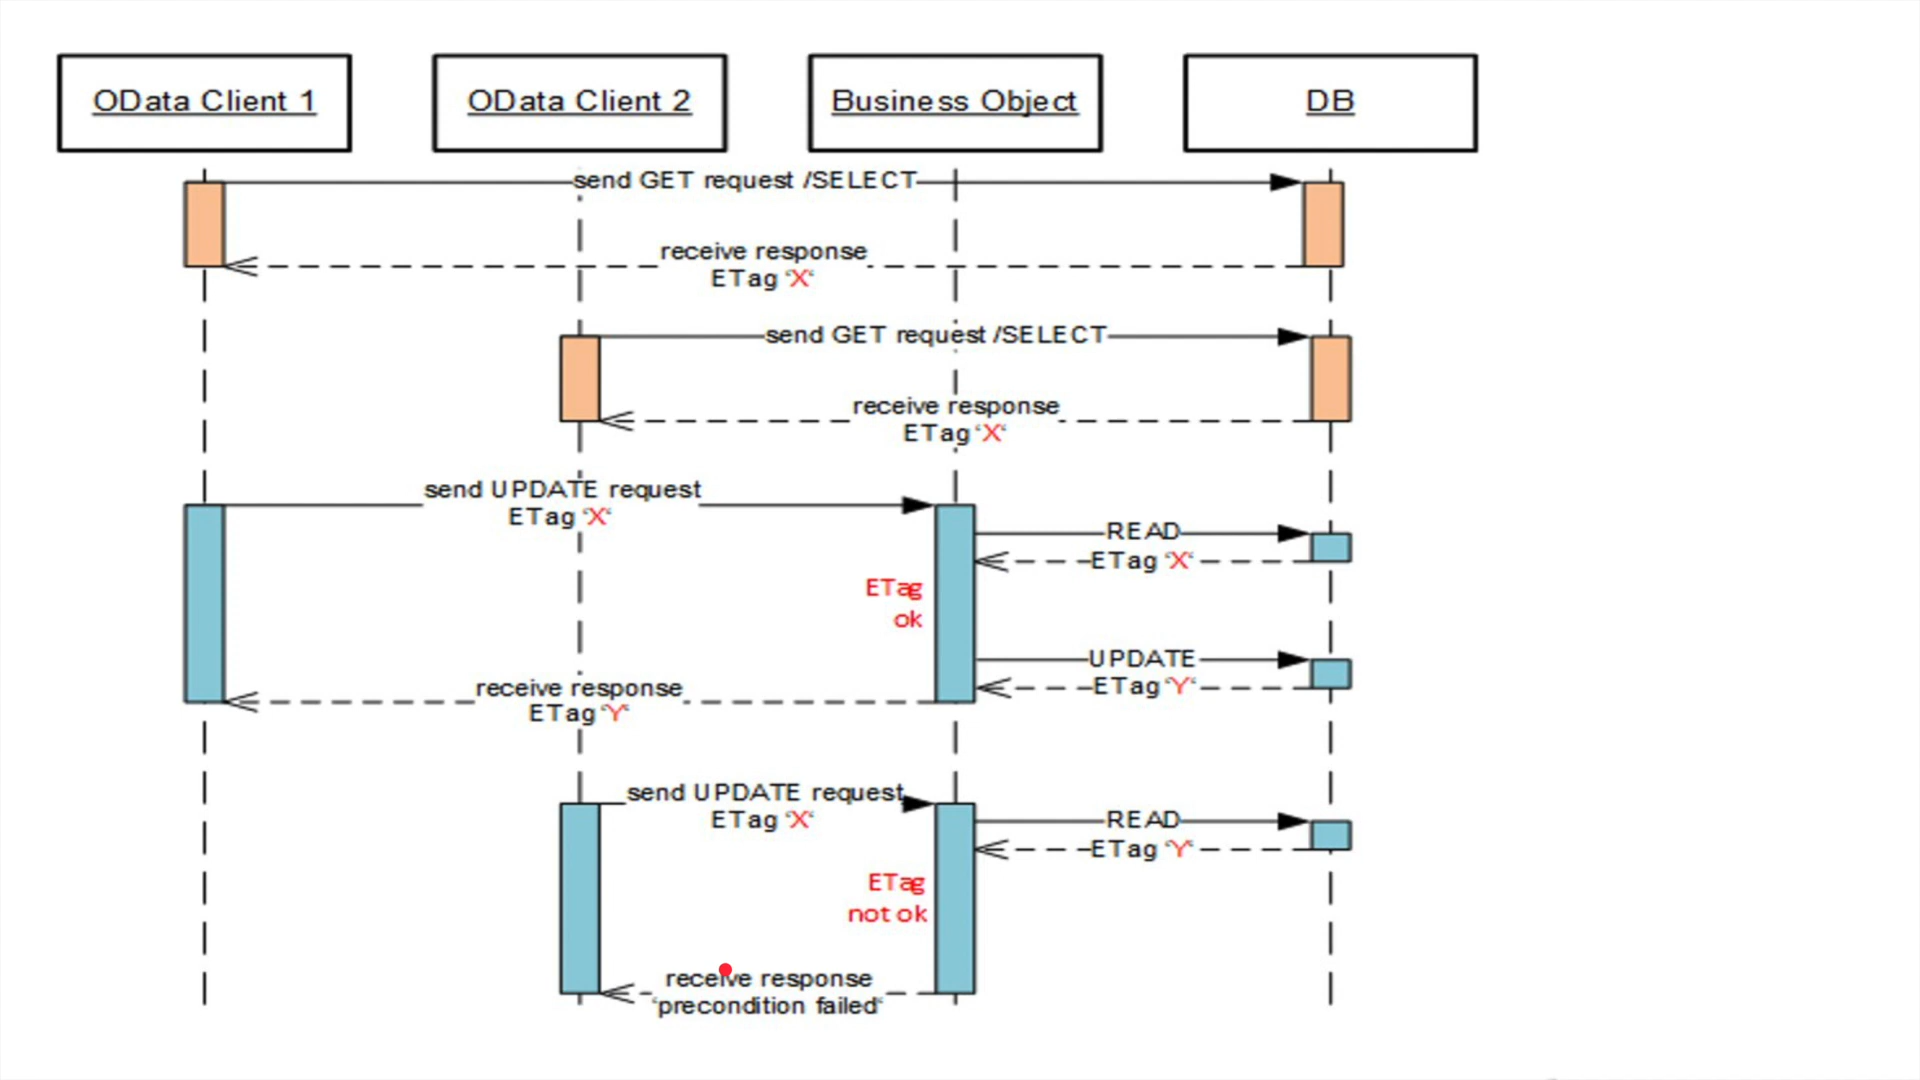 OData Client 1
OData Client 2
Business Object
DB
send GET request /SELECT
receive response
ETag ‘X‘
send GET request /SELECT
receive response
ETag ‘X‘
send UPDATE request
ETag ‘X‘
READ
ETag ‘X‘
ETag
ok
UPDATE
ETag ‘Y‘
receive response
ETag ‘Y‘
send UPDATE request
ETag ‘X‘
READ
ETag ‘Y‘
ETag
not ok
receive response
‘precondition failed‘